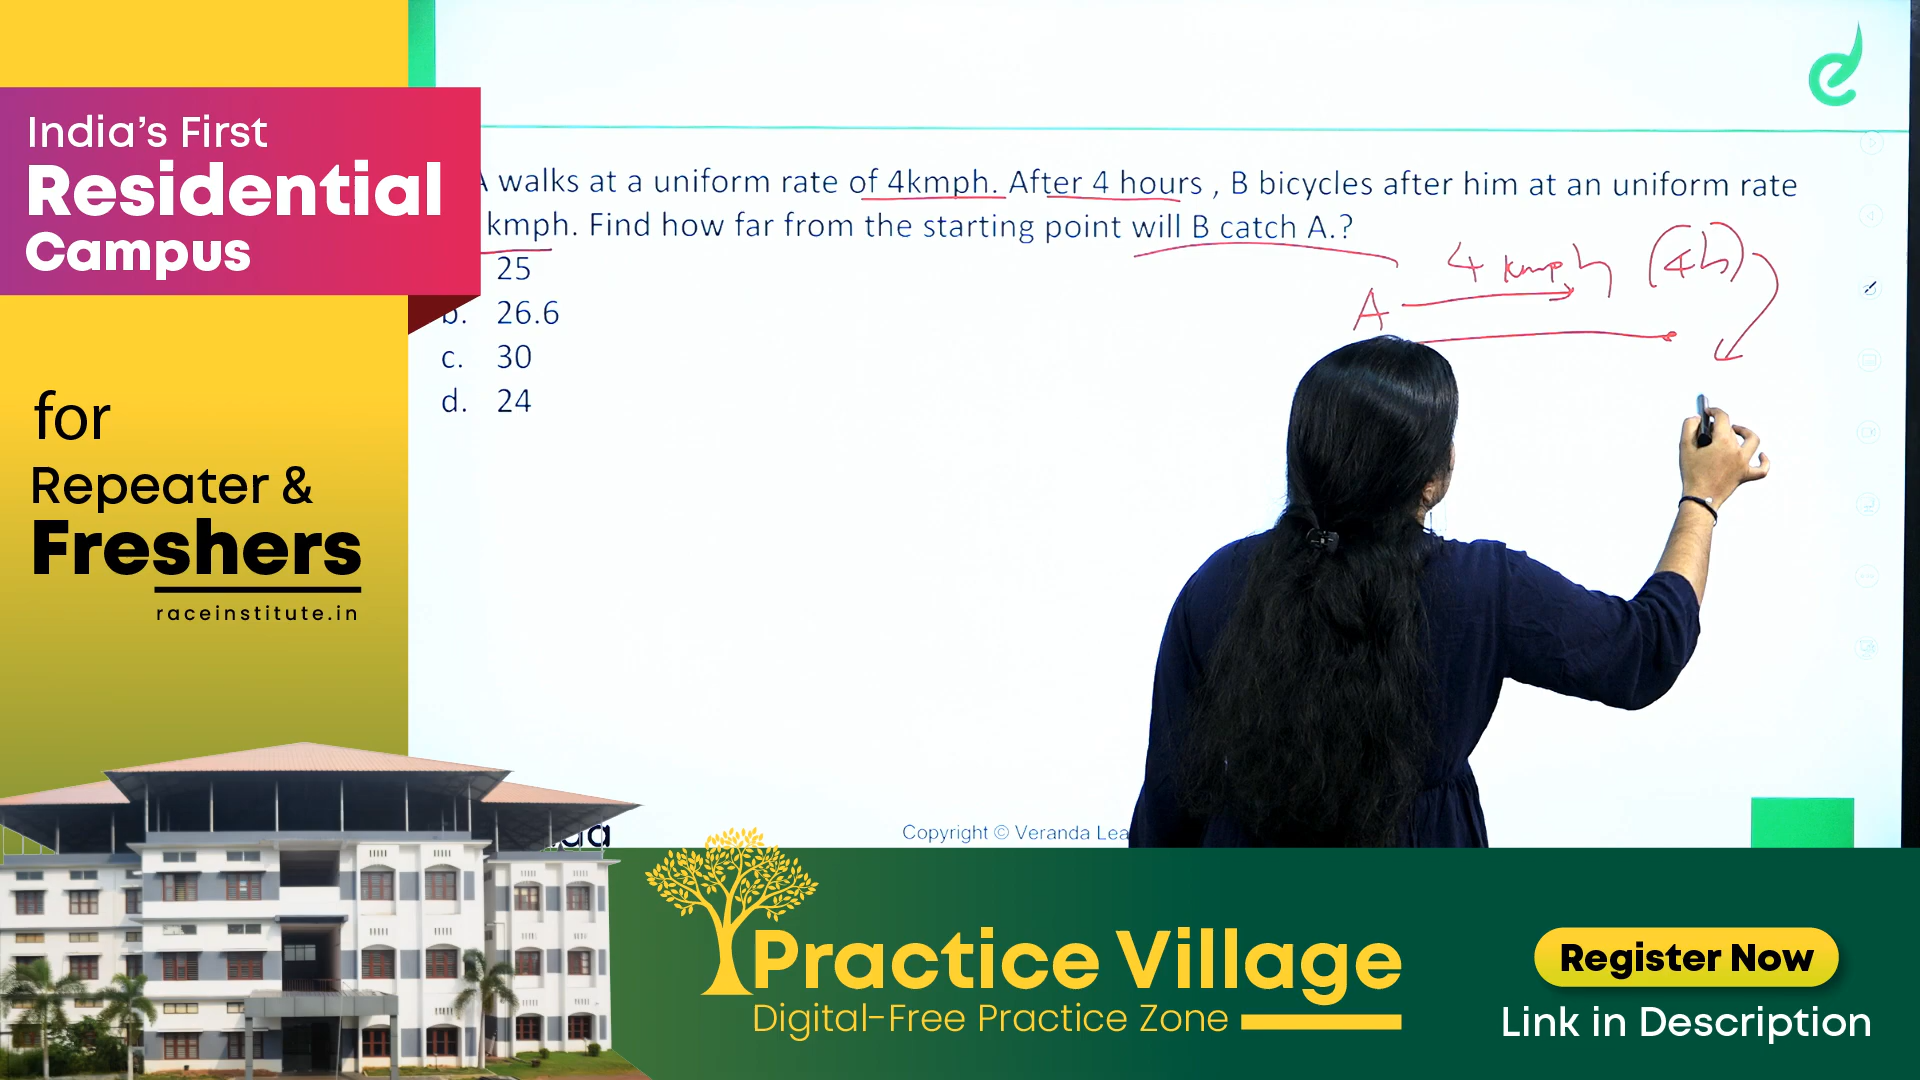 India's First
Residential
Campus
for
Repeater &
Freshers
raceinstitute.in
A walks at a uniform rate of 4kmph. After 4 hours , B bicycles after him at an uniform rate
kmph. Find how far from the starting point will B catch A.?
25
b. 26.6
c. 30
d. 24
4 kmph (4h)
A
Copyright © Veranda Lea
Practice Village
Digital-Free Practice Zone
Register Now
Link in Description